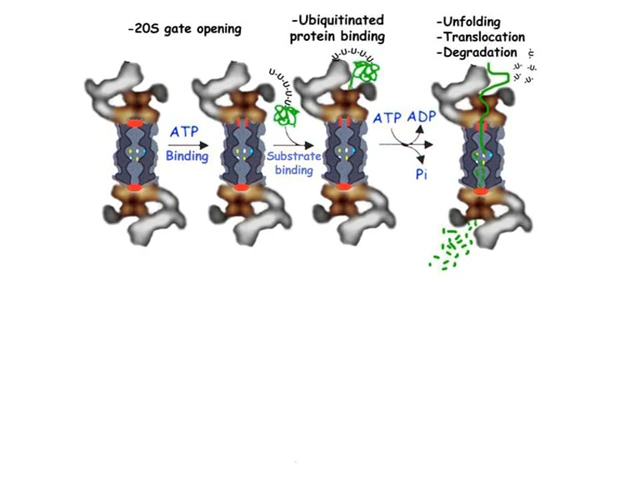 -20S gate opening
-Ubiquitinated
protein binding
-Unfolding
-Translocation
-Degradation
U-U-U-U-U
U-U-U-U-U
-U-
-U-
-U-
-U-
ATP
Binding
Substrate
binding
ATP ADP
Pi